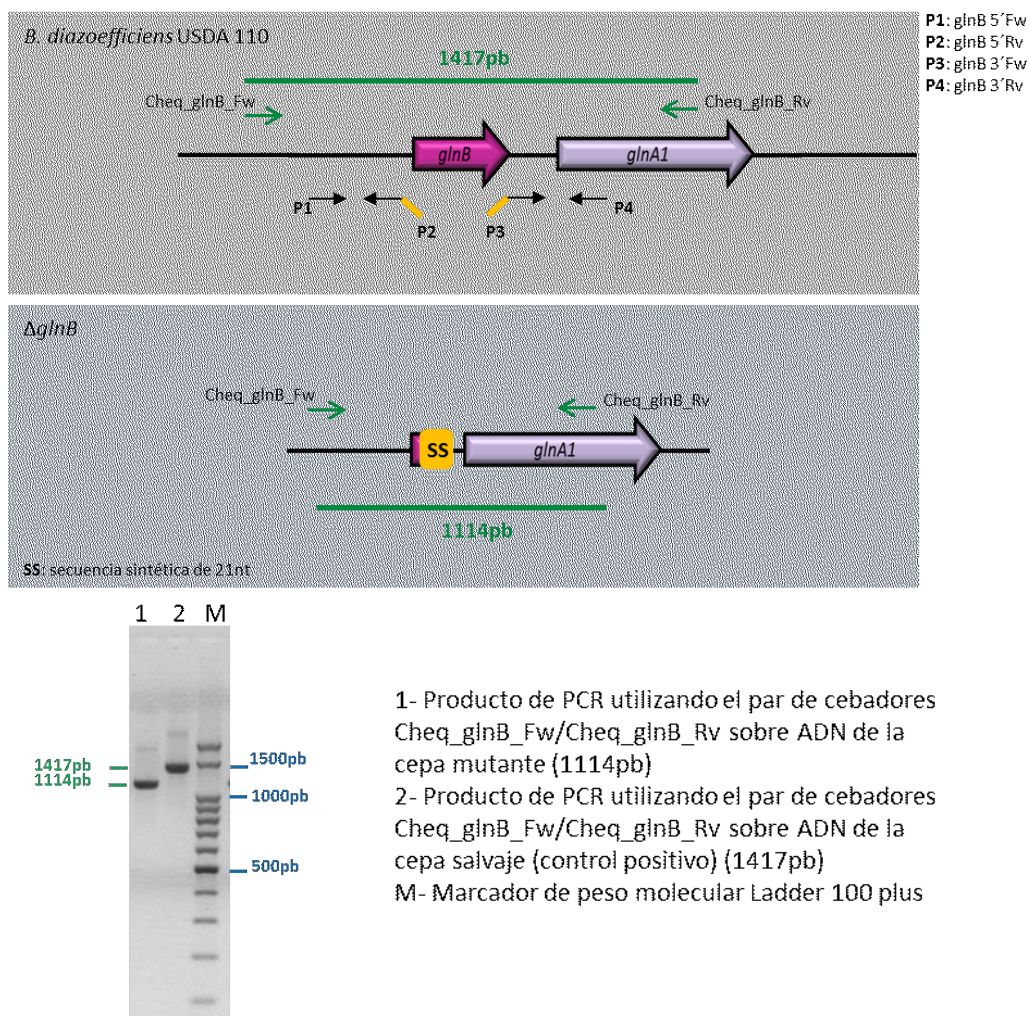 B. diazoefficiens USDA 110
P1: glnB 5´Fw
P2: glnB 5´Rv
P3: glnB 3´Fw
P4: glnB 3´Rv
1417pb
Cheq_glnB_Fw
Cheq_glnB_Rv
glnB
glnA1
P1
P2
P3
P4
ΔglnB
Cheq_glnB_Fw
Cheq_glnB_Rv
SS
glnA1
1114pb
SS: secuencia sintética de 21nt
1 2 M
1417pb
1114pb
1500pb
1000pb
500pb
1- Producto de PCR utilizando el par de cebadores
Cheq_glnB_Fw/Cheq_glnB_Rv sobre ADN de la
cepa mutante (1114pb)
2- Producto de PCR utilizando el par de cebadores
Cheq_glnB_Fw/Cheq_glnB_Rv sobre ADN de la
cepa salvaje (control positivo) (1417pb)
M- Marcador de peso molecular Ladder 100 plus